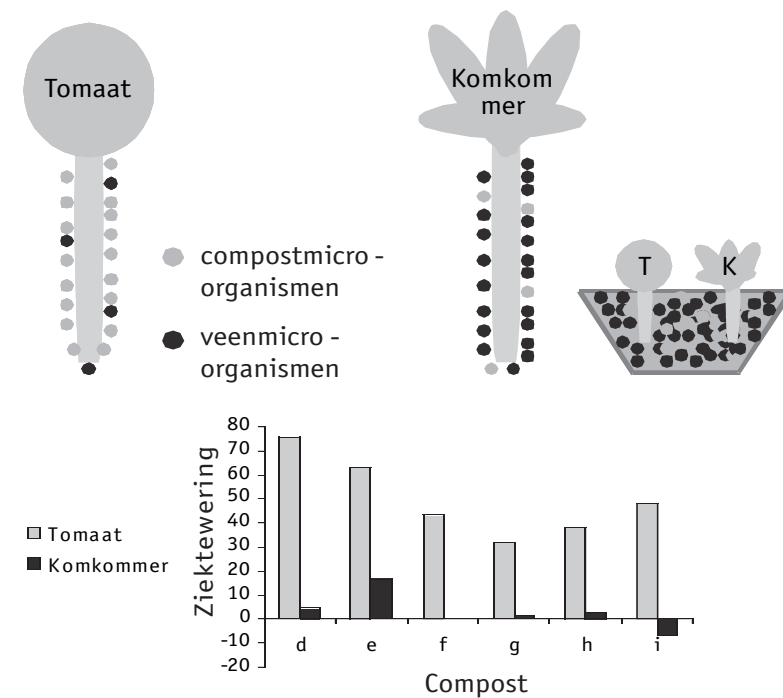 Tomaat
Komkom
mer
compostmicro -
organismen
veenmicro -
organismen
T
K
Tomaat
Komkommer
Ziektewering
80
70
60
50
40
30
20
10
0
-10
-20
d e f g h i
Compost